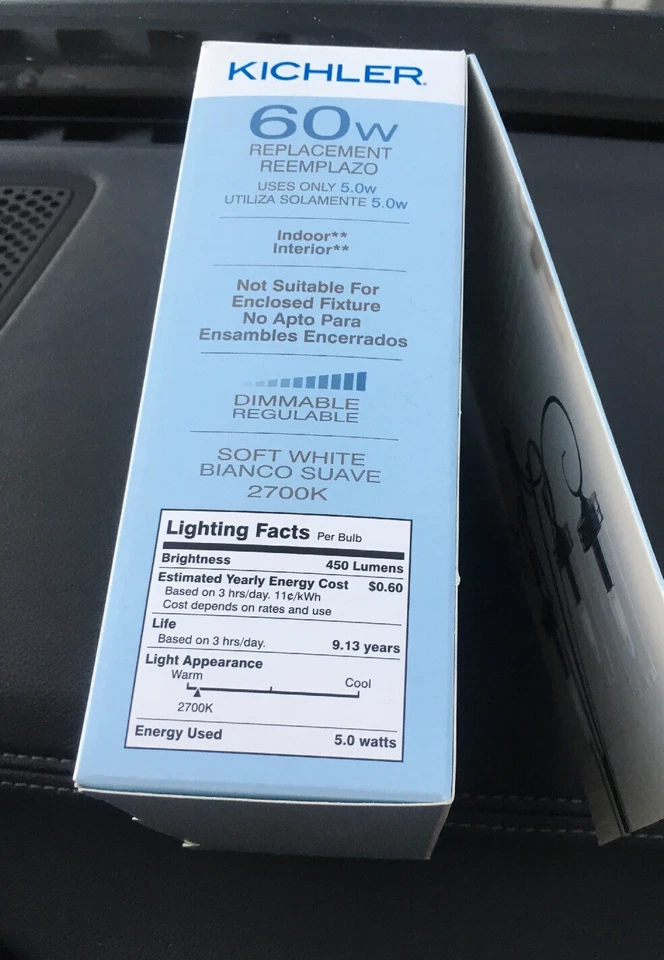 KICHLER®
60w
REPLACEMENT
REEMPLAZO
USES ONLY 5.0w
UTILIZA SOLAMENTE 5.0w
Indoor**
Interior**
Not Suitable For
Enclosed Fixture
No Apto Para
Ensambles Encerrados
DIMMABLE
REGULABLE
SOFT WHITE
BIANCO SUAVE
2700K
Lighting Facts Per Bulb
Brightness 450 Lumens
Estimated Yearly Energy Cost $0.60
Based on 3 hrs/day. 11¢/kWh
Cost depends on rates and use
Life
Based on 3 hrs/day. 9.13 years
Light Appearance
Warm Cool
2700K
Energy Used 5.0 watts